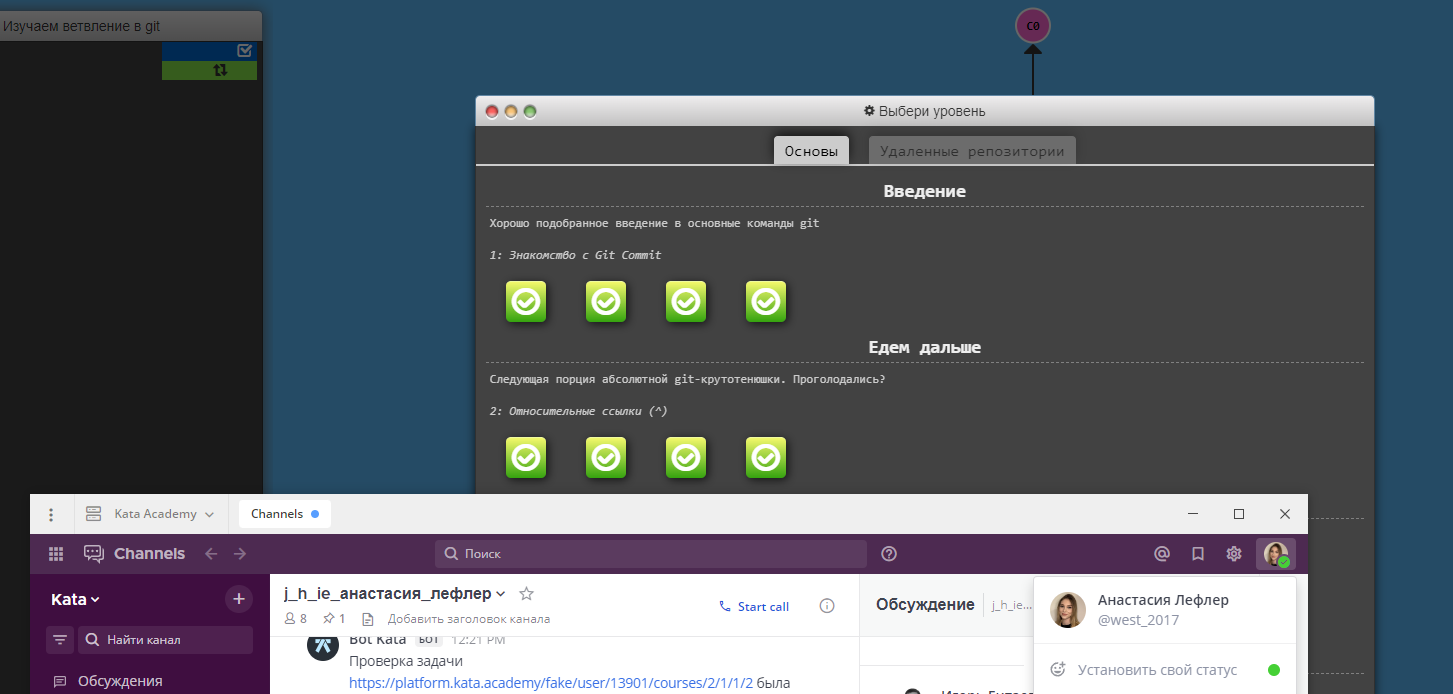 Изучаем ветвление в git
C0
Выбери уровень
Основы
Удаленные репозитории
Введение
Хорошо подобранное введение в основные команды git
1: Знакомство с Git Commit
Едем дальше
Следующая порция абсолютной git-крутотенюшки. Проголодались?
2: Относительные ссылки (^)
Kata Academy
Channels
Channels
Поиск
Kata
Найти канал
Обсуждения
j_h_ie_анастасия_лефлер
8
1
Добавить заголовок канала
Start call
Bot Kata БОТ 12:21 PM
Проверка задачи
https://platform.kata.academy/fake/user/13901/courses/2/1/1/2 была
Обсуждение
j_h_ie...
Анастасия Лефлер
@west_2017
Установить свой статус